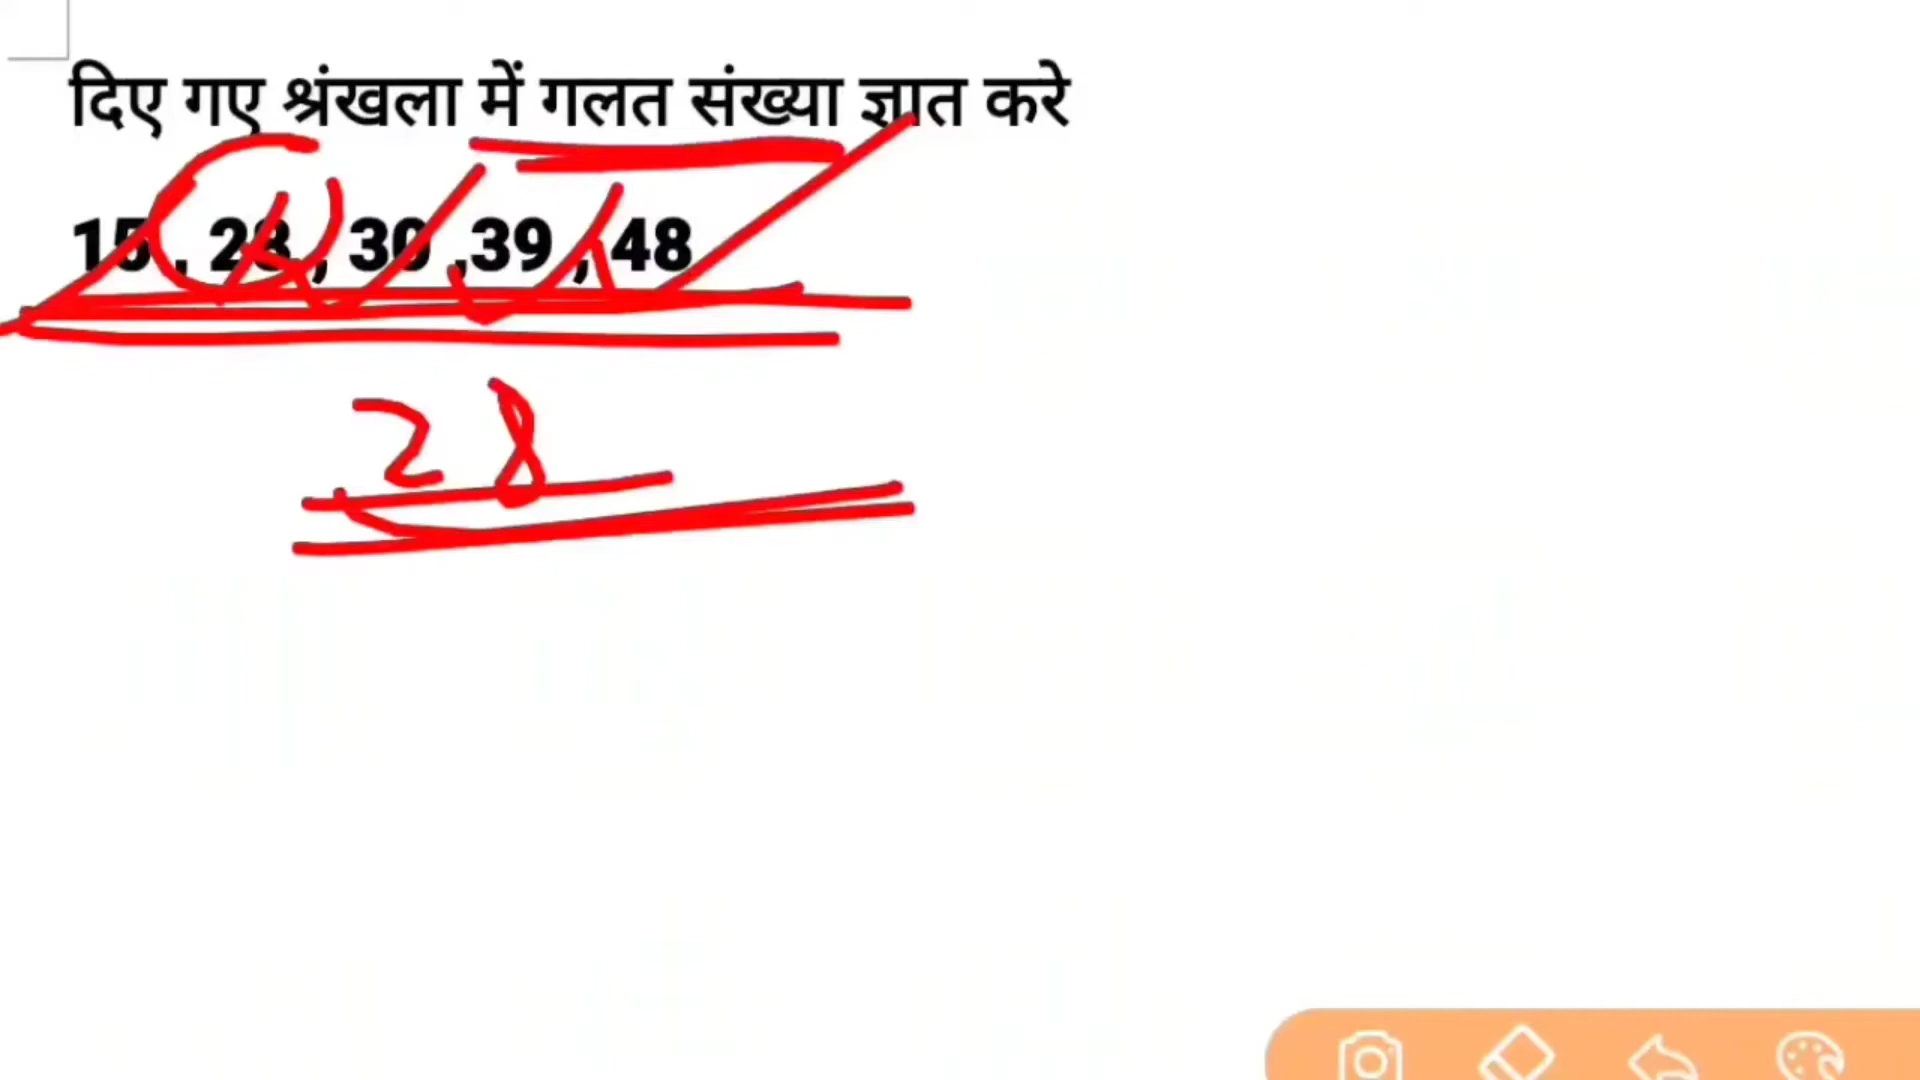 दिए गए श्रंखला में गलत संख्या ज्ञात करे
15 , 28 , 30 ,39 , 48
28